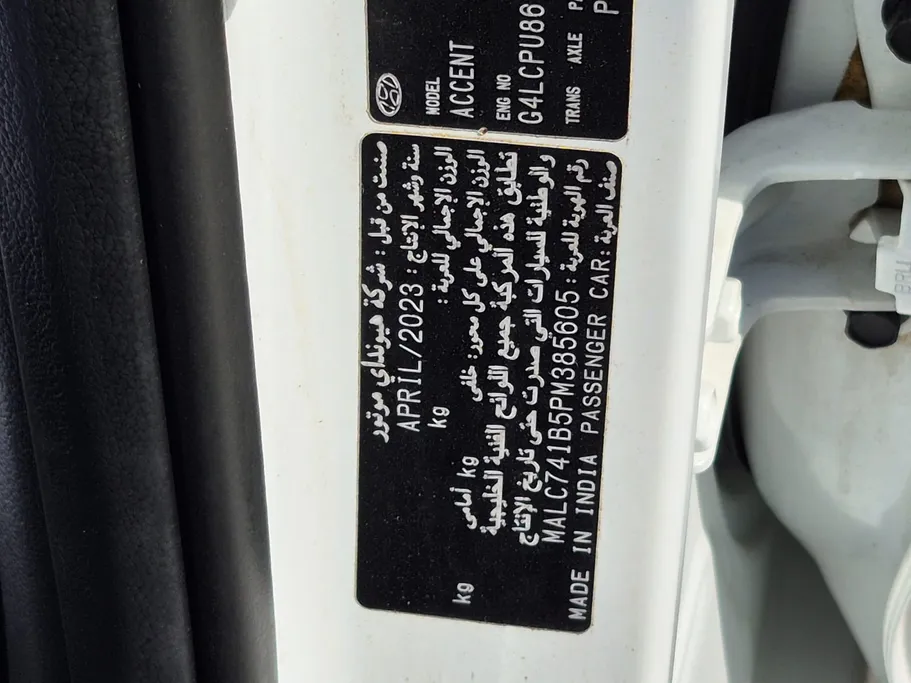 MODEL
ACCENT
ENG NO
G4LCPU86
TRANS AXLE
صنعت من قبل : شركة هيونداي موتور
سنة وشهر الإنتاج : APRIL/2023
الوزن الإجمالي للعربة : kg
الوزن الإجمالي على كل محور: خلفى kg أمامى kg
تطابق هذه المركبة جميع اللوائح الفنية الخليجية
والوطنية للسيارات التي صدرت حتى تاريخ الإنتاج
رقم الهوية للعربة : MALC741B5PM385605
صنف العربة : MADE IN INDIA PASSENGER CAR